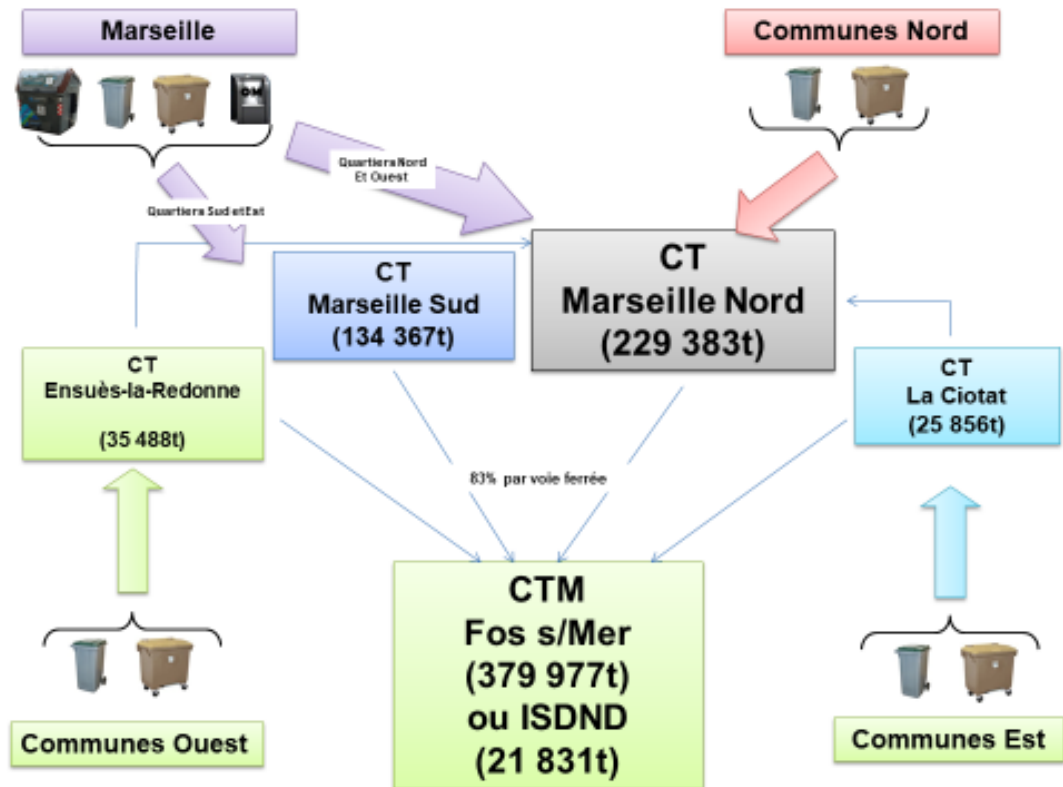 Marseille
Communes Nord
OM
Quartiers Nord
Et Ouest
Quartiers Sud et Est
CT
Marseille Sud
(134 367t)
CT
Marseille Nord
(229 383t)
CT
Ensuès-la-Redonne
(35 488t)
CT
La Ciotat
(25 856t)
83% par voie ferrée
CTM
Fos s/Mer
(379 977t)
ou ISDND
(21 831t)
Communes Ouest
Communes Est